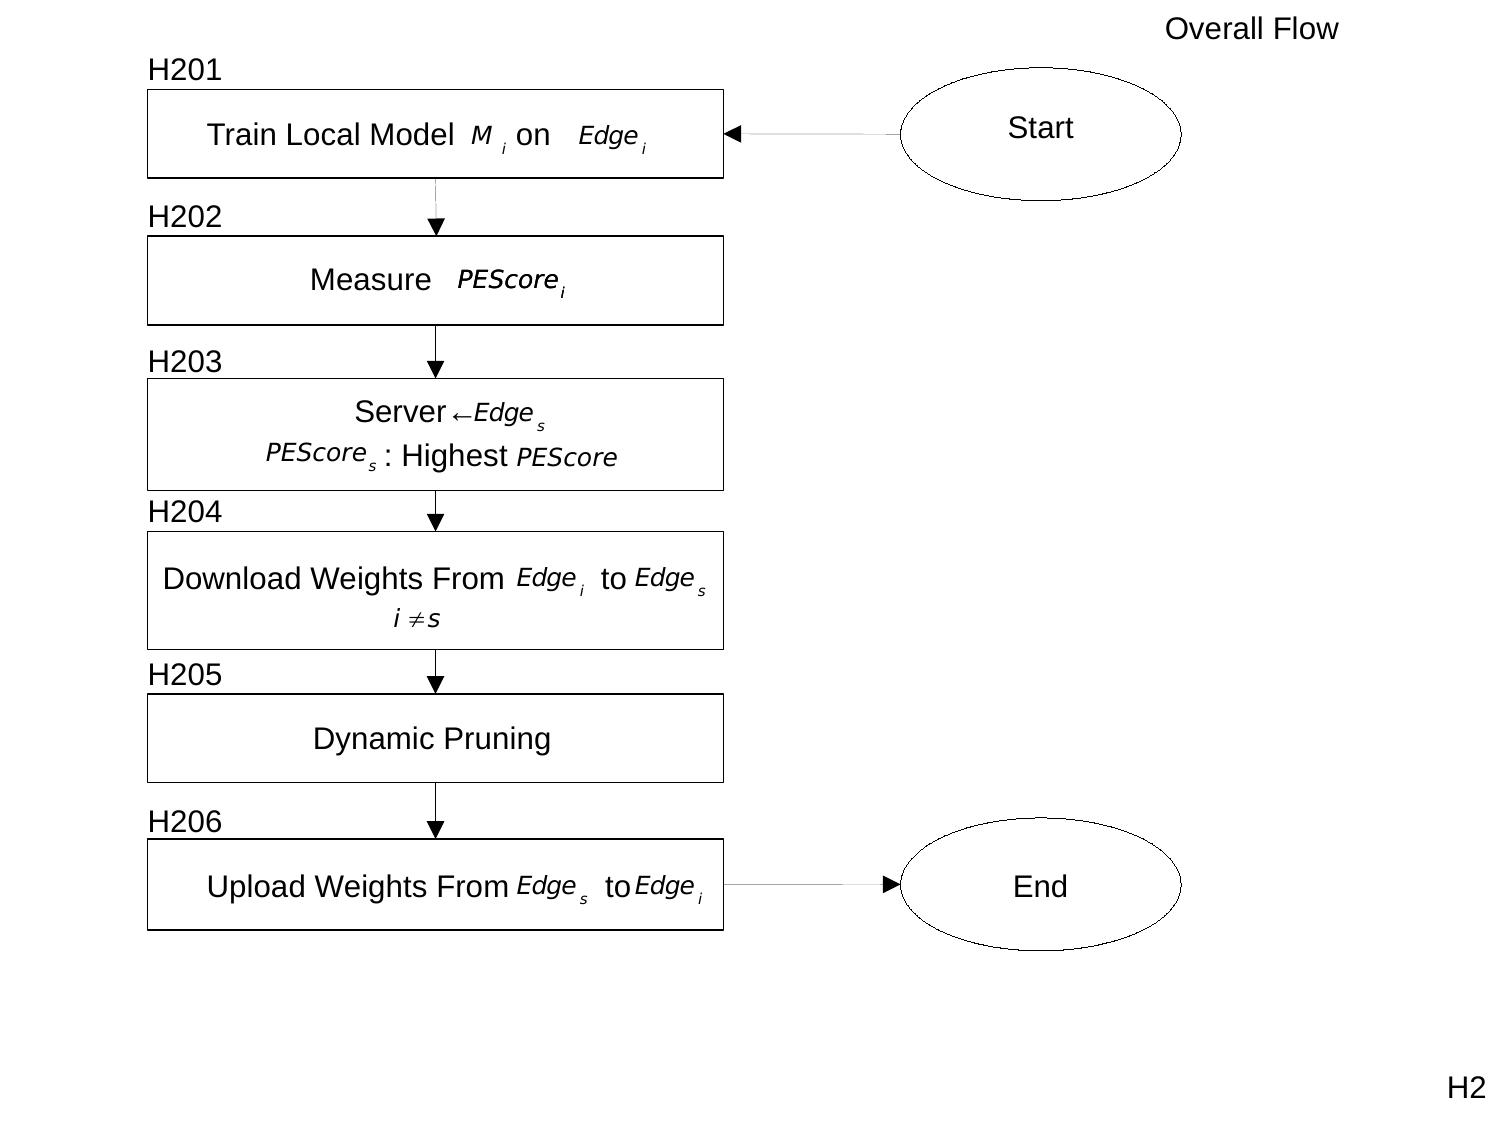 Overall Flow
Start
H201
Train Local Model M i on Edge i
H202
Measure PEScore i
H203
Server←Edge s
PEScore s : Highest PEScore
H204
Download Weights From Edge i to Edge s
i ≠s
H205
Dynamic Pruning
H206
Upload Weights From Edge s to Edge i
End
H2